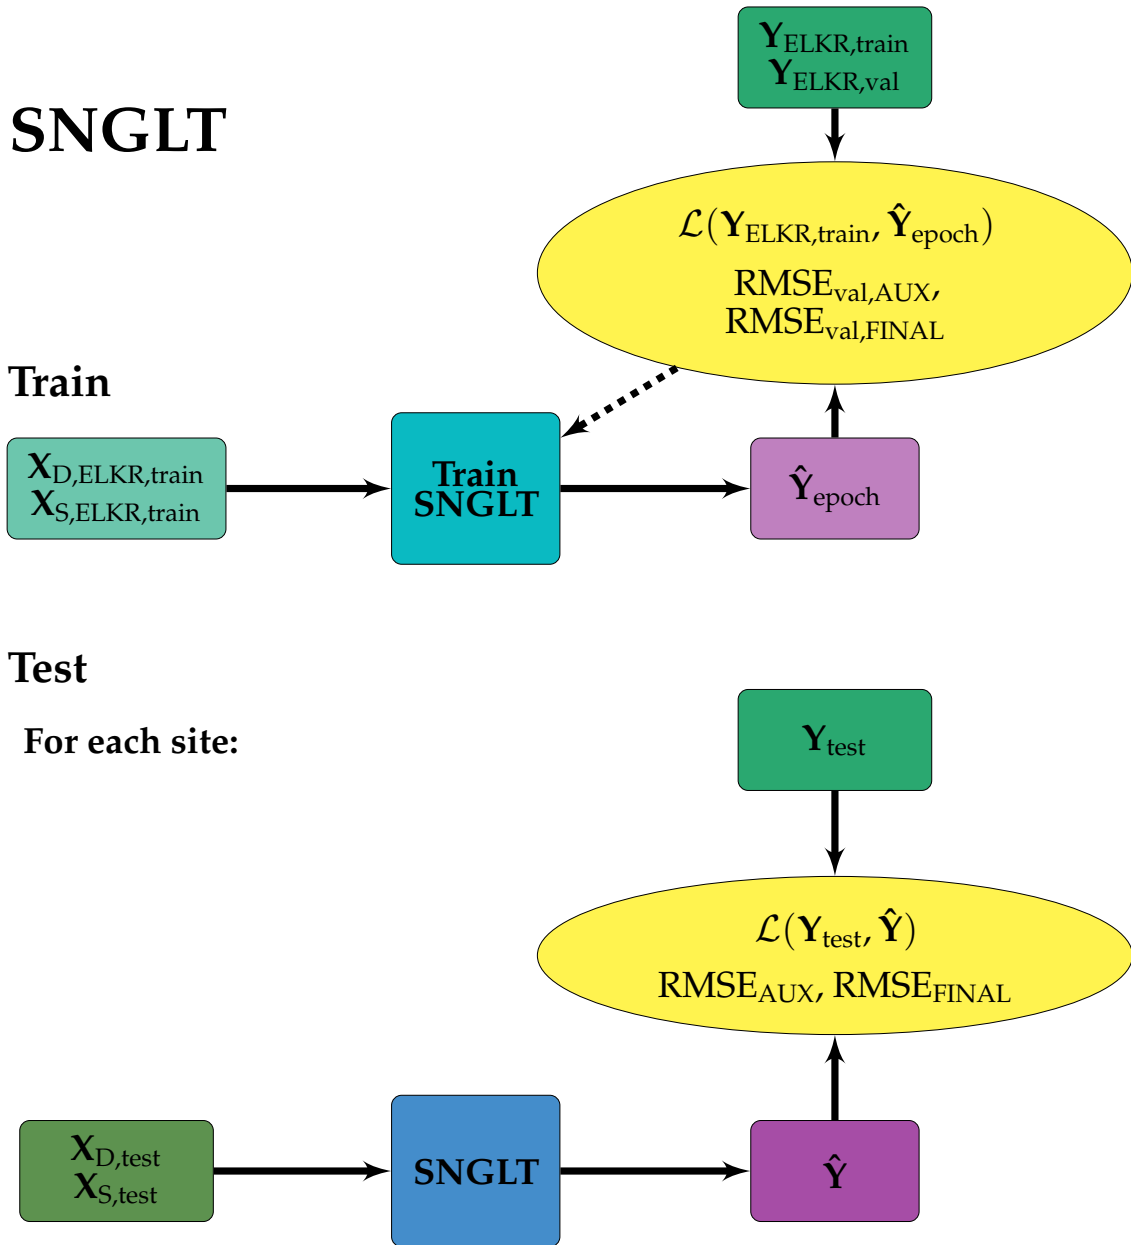 Y_ELKR,train
Y_ELKR,val
SNGLT
ℒ(Y_ELKR,train, Ŷ_epoch)
RMSE_val,AUX,
RMSE_val,FINAL
Train
X_D,ELKR,train
X_S,ELKR,train
Train
SNGLT
Ŷ_epoch
Test
For each site:
Y_test
ℒ(Y_test, Ŷ)
RMSE_AUX, RMSE_FINAL
X_D,test
X_S,test
SNGLT
Ŷ